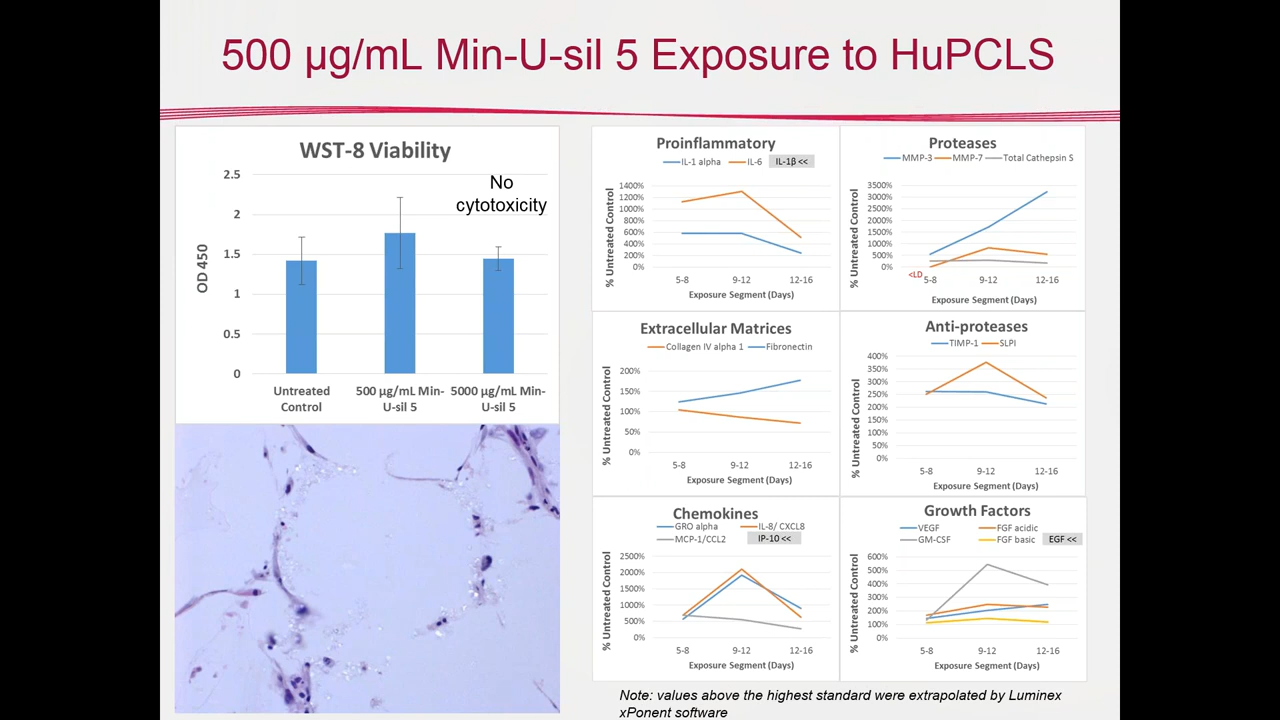 500 µg/mL Min-U-sil 5 Exposure to HuPCLS
WST-8 Viability
No
cytotoxicity
2.5
2
1.5
1
0.5
0
OD 450
Untreated
Control
500 µg/mL Min-
U-sil 5
5000 µg/mL Min-
U-sil 5
Proinflammatory
IL-1 alpha
IL-6
IL-1β <<
% Untreated Control
1400%
1200%
1000%
800%
600%
400%
200%
0%
5-8
9-12
12-16
Exposure Segment (Days)
Proteases
MMP-3
MMP-7
Total Cathepsin S
% Untreated Control
3500%
3000%
2500%
2000%
1500%
1000%
500%
0%
<LD
5-8
9-12
12-16
Exposure Segment (Days)
Extracellular Matrices
Collagen IV alpha 1
Fibronectin
% Untreated Control
200%
150%
100%
50%
0%
5-8
9-12
12-16
Exposure Segment (Days)
Anti-proteases
TIMP-1
SLPI
% Untreated Control
400%
350%
300%
250%
200%
150%
100%
50%
0%
5-8
9-12
12-16
Exposure Segment (Days)
Chemokines
GRO alpha
IL-8/ CXCL8
MCP-1/CCL2
IP-10 <<
% Untreated Control
2500%
2000%
1500%
1000%
500%
0%
5-8
9-12
12-16
Exposure Segment (Days)
Growth Factors
VEGF
FGF acidic
GM-CSF
FGF basic
EGF <<
% Untreated Control
600%
500%
400%
300%
200%
100%
0%
5-8
9-12
12-16
Exposure Segment (Days)
Note: values above the highest standard were extrapolated by Luminex
xPonent software